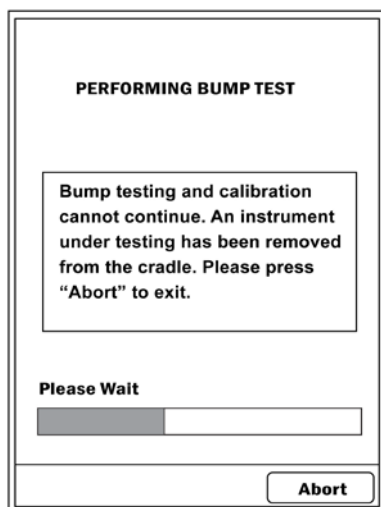 PERFORMING BUMP TEST
Bump testing and calibration
cannot continue. An instrument
under testing has been removed
from the cradle. Please press
“Abort” to exit.
Please Wait
Abort